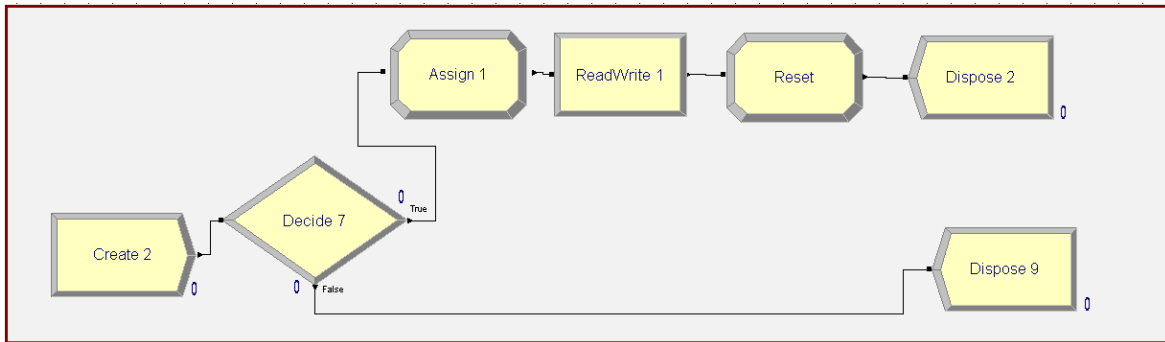 Assign 1
ReadWrite 1
Reset
Dispose 2
0
Decide 7
0
True
Create 2
0
0
False
Dispose 9
0